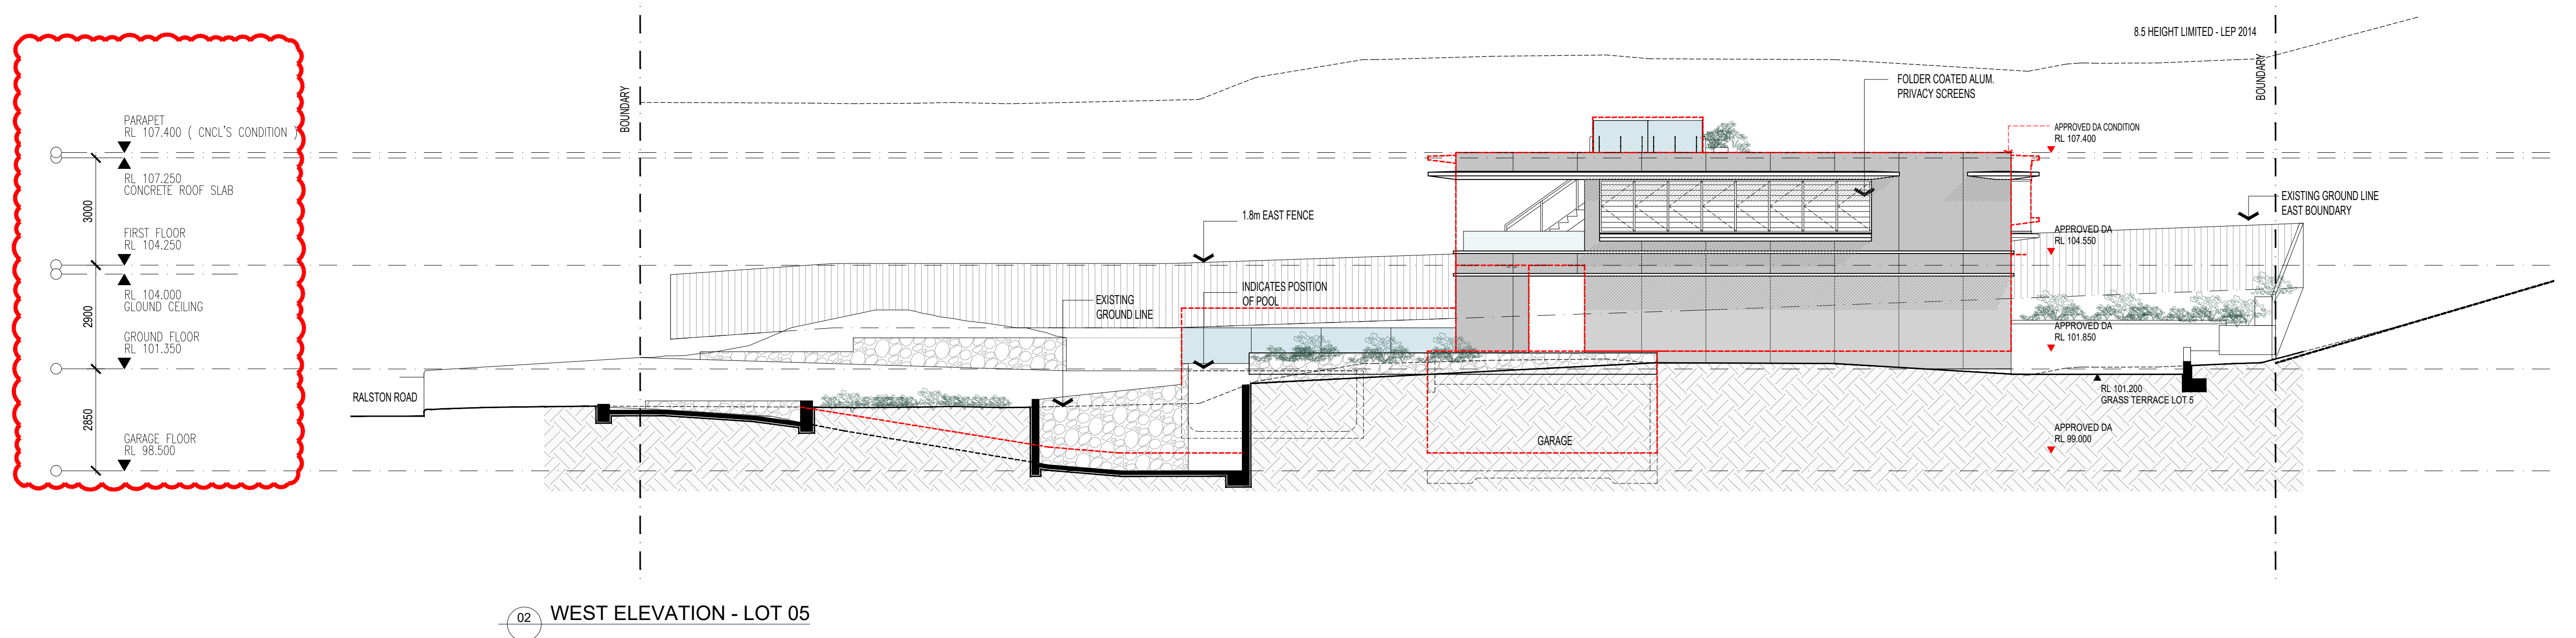 8.5 HEIGHT LIMITED - LEP 2014
BOUNDARY
BOUNDARY
FOLDER COATED ALUM.
PRIVACY SCREENS
PARAPET
RL 107.400 ( CNCL'S CONDITION )
RL 107.250
CONCRETE ROOF SLAB
3000
FIRST FLOOR
RL 104.250
RL 104.000
GLOUND CEILING
2900
GROUND FLOOR
RL 101.350
2850
GARAGE FLOOR
RL 98.500
RALSTON ROAD
1.8m EAST FENCE
INDICATES POSITION
OF POOL
EXISTING
GROUND LINE
GARAGE
APPROVED DA CONDITION
RL 107.400
EXISTING GROUND LINE
EAST BOUNDARY
APPROVED DA
RL 104.550
APPROVED DA
RL 101.850
RL 101.200
GRASS TERRACE LOT 5
APPROVED DA
RL 99.000
02 WEST ELEVATION - LOT 05